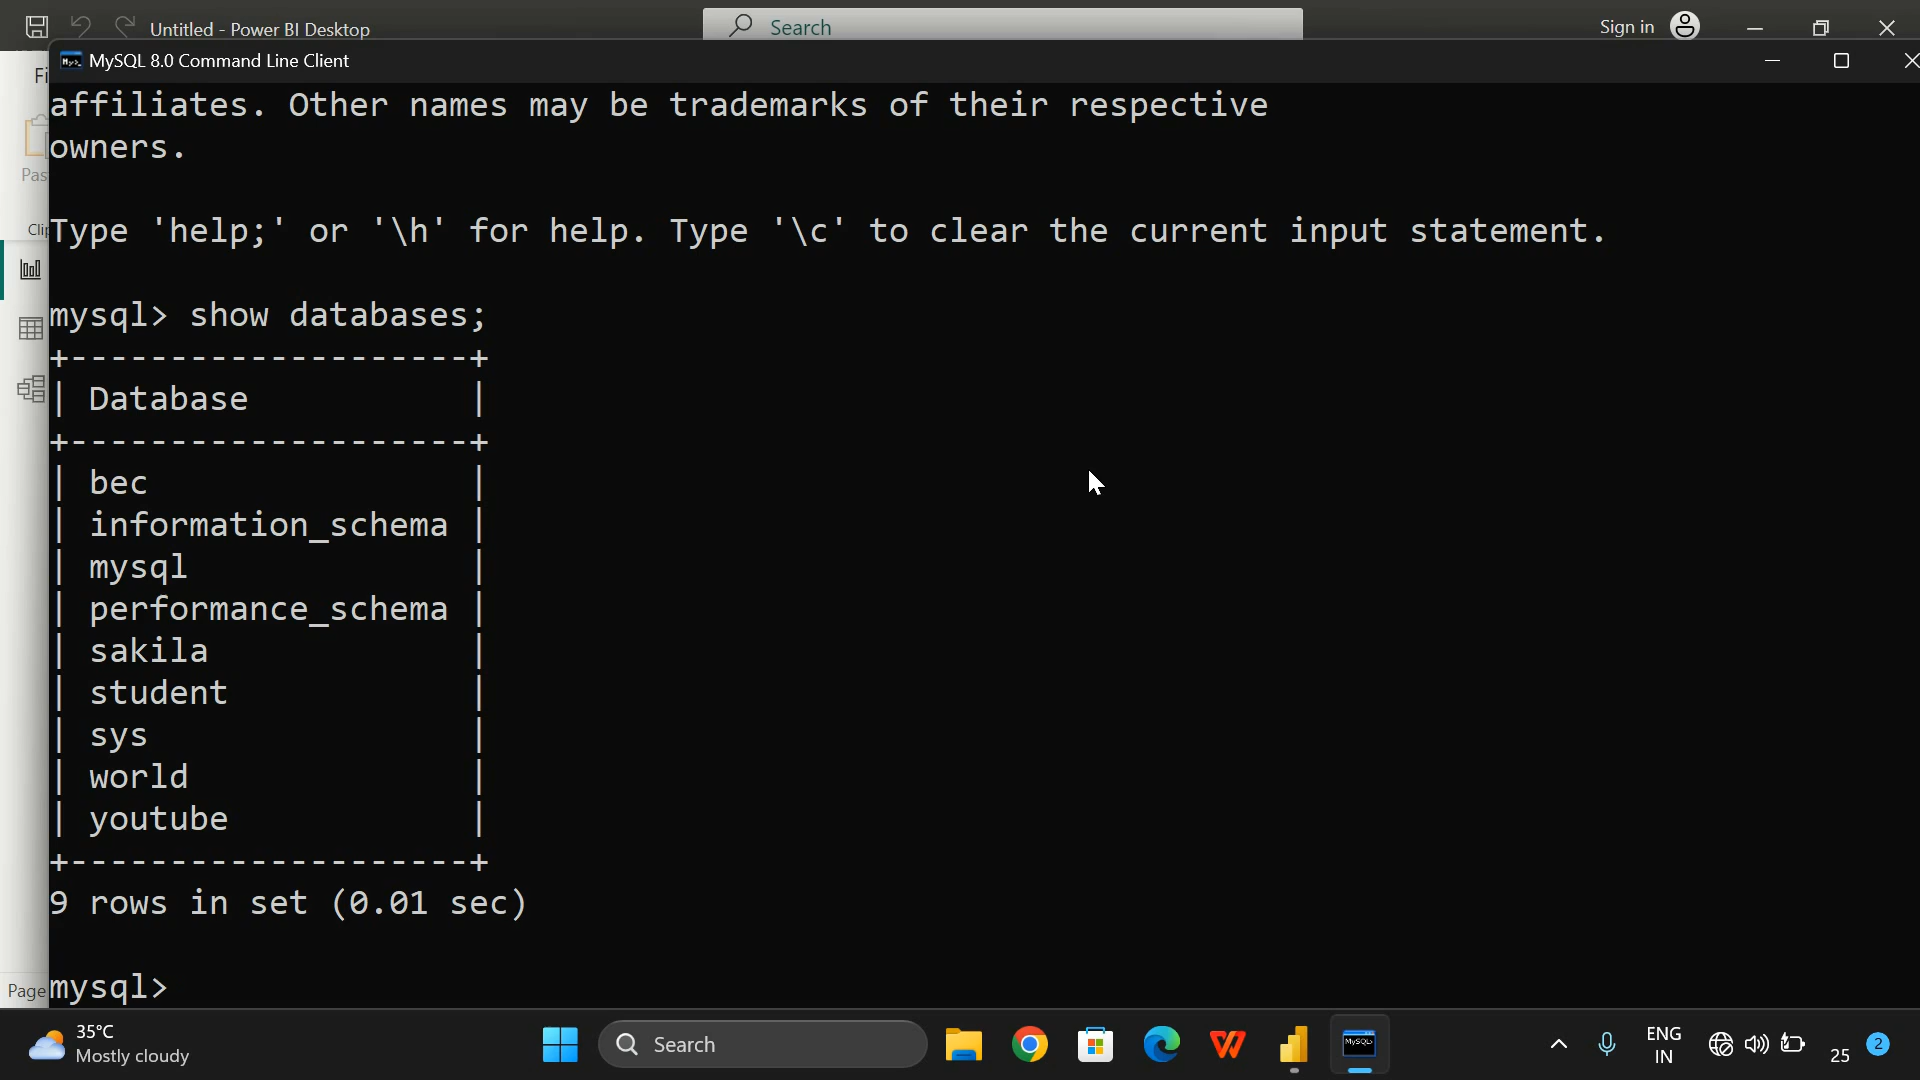 Untitled - Power BI Desktop
Search
Sign in
MySQL 8.0 Command Line Client
Fi
Pas
Clip
affiliates. Other names may be trademarks of their respective
owners.
Type 'help;' or '\h' for help. Type '\c' to clear the current input statement.
mysql> show databases;
+--------------------+
| Database           |
+--------------------+
| bec                |
| information_schema |
| mysql              |
| performance_schema |
| sakila             |
| student            |
| sys                |
| world              |
| youtube            |
+--------------------+
9 rows in set (0.01 sec)
mysql>
Page
35°C
Mostly cloudy
Search
MySQL>
ENG
IN
25
2